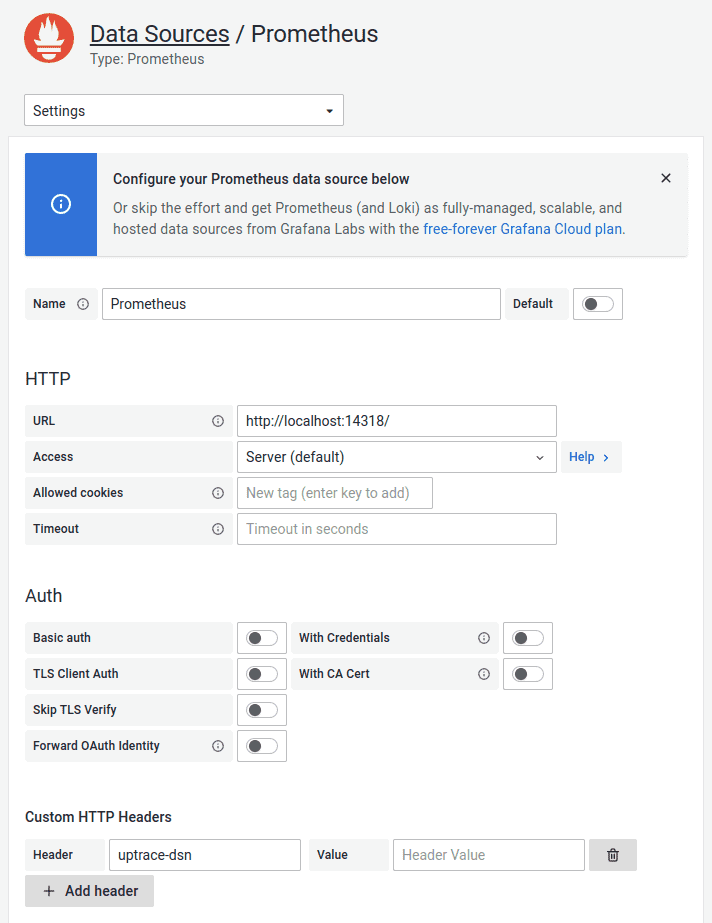 Data Sources / Prometheus
Type: Prometheus
Settings
Configure your Prometheus data source below
Or skip the effort and get Prometheus (and Loki) as fully-managed, scalable, and
hosted data sources from Grafana Labs with the free-forever Grafana Cloud plan.
Name Prometheus Default
HTTP
URL http://localhost:14318/
Access Server (default) Help
Allowed cookies New tag (enter key to add)
Timeout Timeout in seconds
Auth
Basic auth With Credentials
TLS Client Auth With CA Cert
Skip TLS Verify
Forward OAuth Identity
Custom HTTP Headers
Header uptrace-dsn Value Header Value
+ Add header